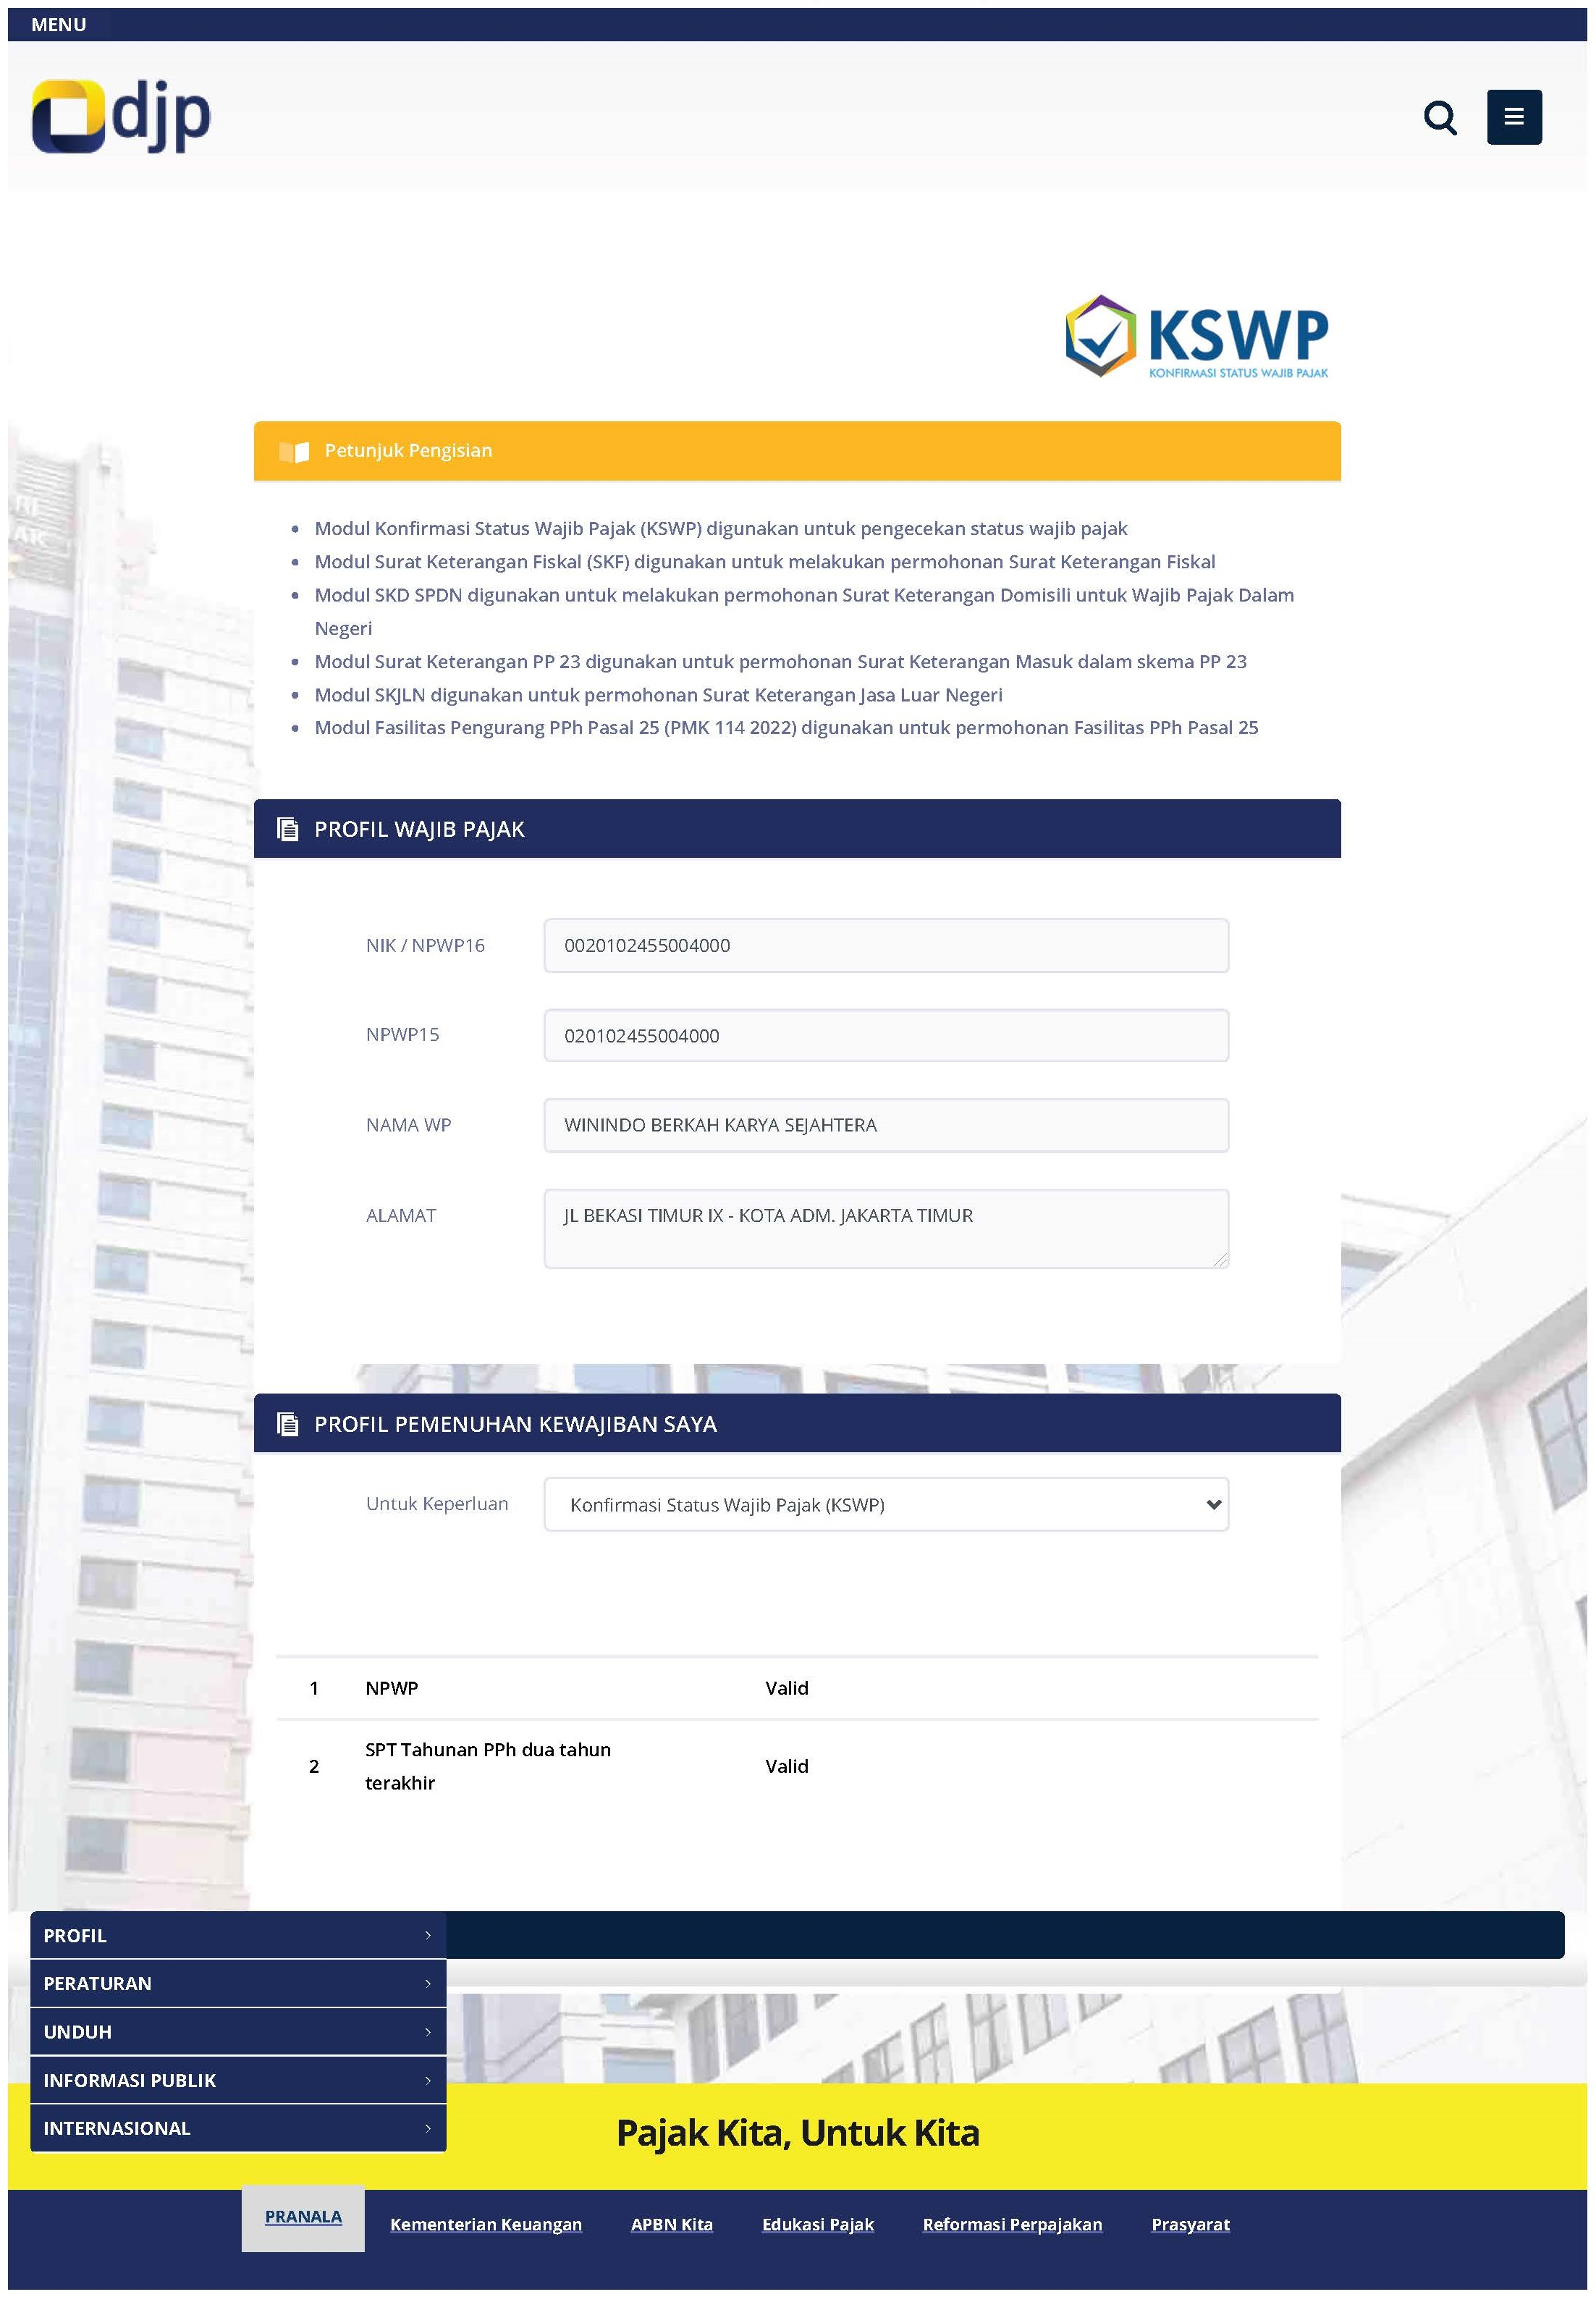 MENU
djp
KSWP
KONFIRMASI STATUS WAJIB PAJAK
Petunjuk Pengisian
Modul Konfirmasi Status Wajib Pajak (KSWP) digunakan untuk pengecekan status wajib pajak
Modul Surat Keterangan Fiskal (SKF) digunakan untuk melakukan permohonan Surat Keterangan Fiskal
Modul SKD SPDN digunakan untuk melakukan permohonan Surat Keterangan Domisili untuk Wajib Pajak Dalam
Negeri
Modul Surat Keterangan PP 23 digunakan untuk permohonan Surat Keterangan Masuk dalam skema PP 23
Modul SKJLN digunakan untuk permohonan Surat Keterangan Jasa Luar Negeri
Modul Fasilitas Pengurang PPh Pasal 25 (PMK 114 2022) digunakan untuk permohonan Fasilitas PPh Pasal 25
PROFIL WAJIB PAJAK
NIK / NPWP16 0020102455004000
NPWP15 020102455004000
NAMA WP WININDO BERKAH KARYA SEJAHTERA
ALAMAT JL BEKASI TIMUR IX - KOTA ADM. JAKARTA TIMUR
PROFIL PEMENUHAN KEWAJIBAN SAYA
Untuk Keperluan Konfirmasi Status Wajib Pajak (KSWP)
1 NPWP Valid
2 SPT Tahunan PPh dua tahun
terakhir Valid
PROFIL
PERATURAN
UNDUH
INFORMASI PUBLIK
INTERNASIONAL
Pajak Kita, Untuk Kita
PRANALA Kementerian Keuangan APBN Kita Edukasi Pajak Reformasi Perpajakan Prasyarat